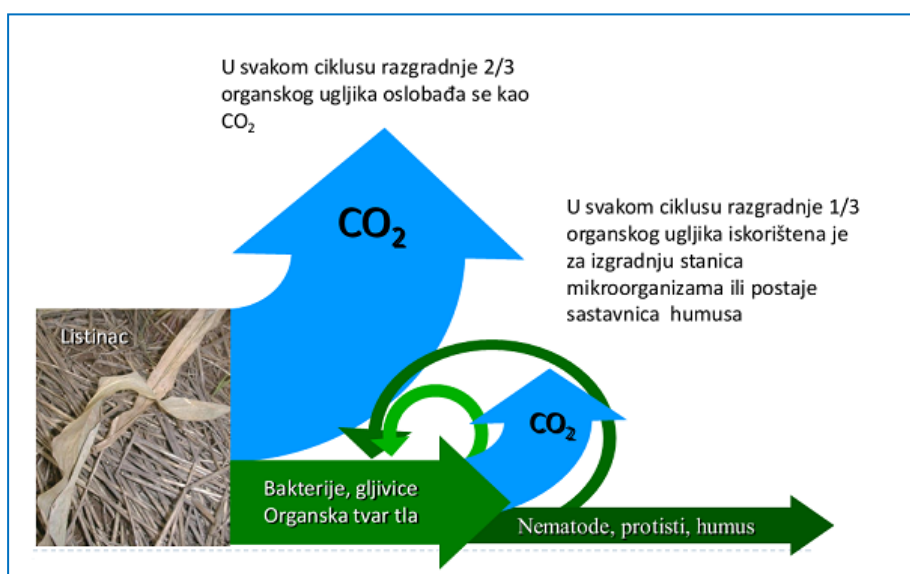 U svakom ciklusu razgradnje 2/3
organskog ugljika oslobađa se kao
CO₂
CO₂
U svakom ciklusu razgradnje 1/3
organskog ugljika iskorištena je
za izgradnju stanica
mikroorganizama ili postaje
sastavnica humusa
Listinac
CO₂
Bakterije, gljivice
Organska tvar tla
Nematode, protisti, humus